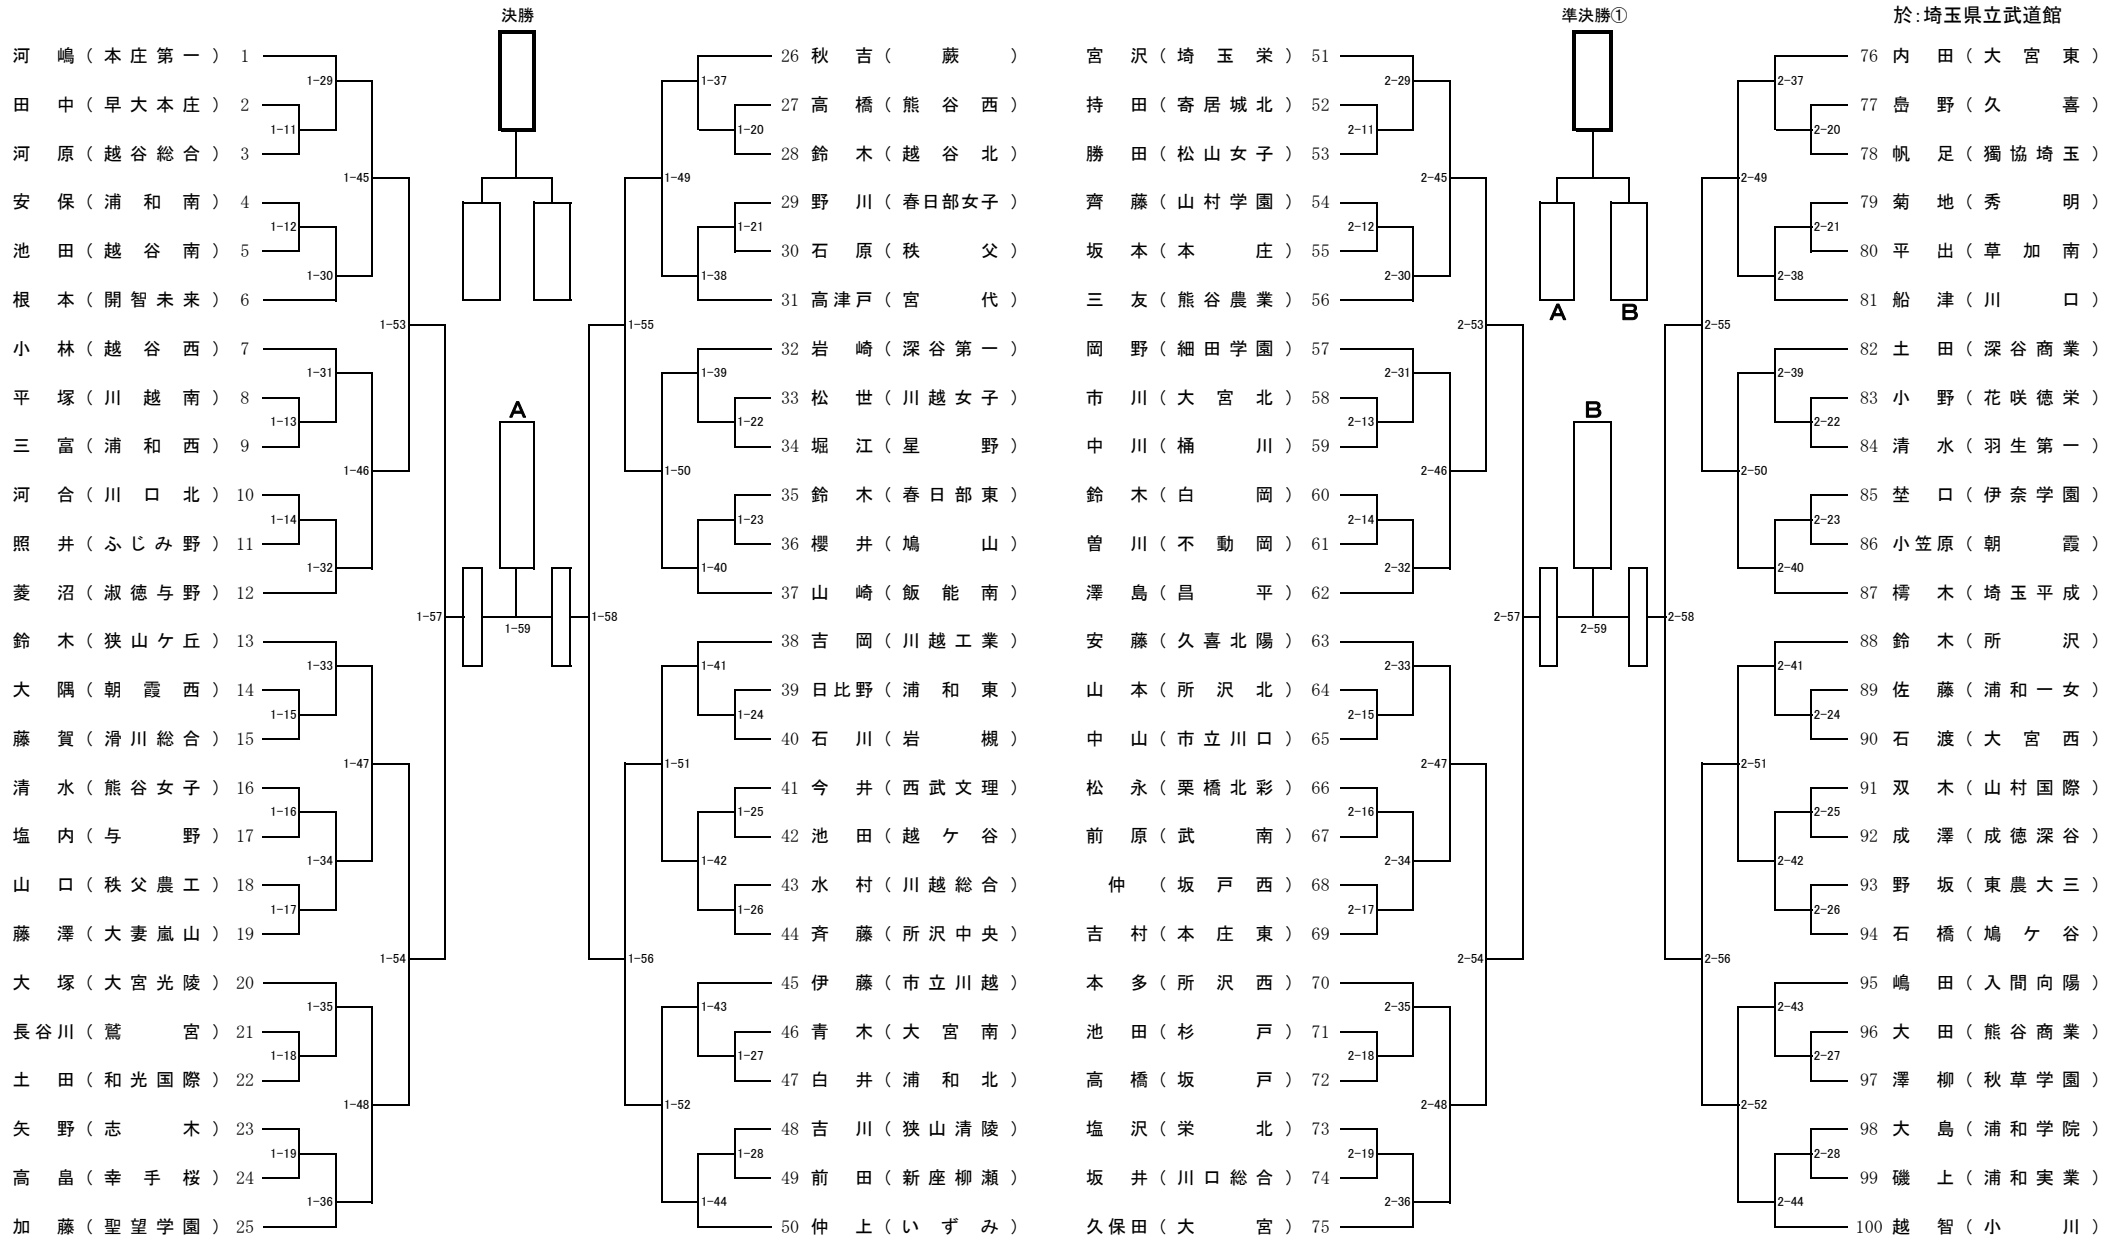 決勝
準決勝①
於：埼玉県立武道館
河嶋（本庄第一）1
田中（早大本庄）2
河原（越谷総合）3
安保（浦和南）4
池田（越谷南）5
根本（開智未来）6
小林（越谷西）7
平塚（川越南）8
三富（浦和西）9
河合（川口北）10
照井（ふじみ野）11
菱沼（淑徳与野）12
鈴木（狭山ケ丘）13
大隅（朝霞西）14
藤賀（滑川総合）15
清水（熊谷女子）16
塩内（与野）17
山口（秩父農工）18
藤澤（大妻嵐山）19
大塚（大宮光陵）20
長谷川（鷲宮）21
土田（和光国際）22
矢野（志木）23
高畠（幸手桜）24
加藤（聖望学園）25
1-29
1-11
1-45
1-12
1-30
1-53
1-31
1-13
1-46
1-14
1-32
1-57
1-33
1-15
1-47
1-16
1-34
1-17
1-54
1-35
1-18
1-48
1-19
1-36
A
1-59
1-58
1-37
1-20
1-49
1-21
1-38
1-55
1-39
1-22
1-50
1-23
1-40
1-41
1-24
1-51
1-25
1-42
1-26
1-56
1-43
1-27
1-52
1-28
1-44
26 秋吉（蕨）
27 高橋（熊谷西）
28 鈴木（越谷北）
29 野川（春日部女子）
30 石原（秩父）
31 高津戸（宮代）
32 岩崎（深谷第一）
33 松世（川越女子）
34 堀江（星野）
35 鈴木（春日部東）
36 櫻井（鳩山）
37 山崎（飯能南）
38 吉岡（川越工業）
39 日比野（浦和東）
40 石川（岩槻）
41 今井（西武文理）
42 池田（越ケ谷）
43 水村（川越総合）
44 斉藤（所沢中央）
45 伊藤（市立川越）
46 青木（大宮南）
47 白井（浦和北）
48 吉川（狭山清陵）
49 前田（新座柳瀬）
50 仲上（いずみ）
宮沢（埼玉栄）51
持田（寄居城北）52
勝田（松山女子）53
齊藤（山村学園）54
坂本（本庄）55
三友（熊谷農業）56
岡野（細田学園）57
市川（大宮北）58
中川（桶川）59
鈴木（白岡）60
曽川（不動岡）61
澤島（昌平）62
安藤（久喜北陽）63
山本（所沢北）64
中山（市立川口）65
松永（栗橋北彩）66
前原（武南）67
仲（坂戸西）68
吉村（本庄東）69
本多（所沢西）70
池田（杉戸）71
高橋（坂戸）72
塩沢（栄北）73
坂井（川口総合）74
久保田（大宮）75
2-29
2-11
2-45
2-12
2-30
2-53
2-31
2-13
2-46
2-14
2-32
2-57
2-33
2-15
2-47
2-16
2-34
2-17
2-54
2-35
2-18
2-48
2-19
2-36
A B
B
2-59
2-58
2-37
2-20
2-49
2-21
2-38
2-55
2-39
2-22
2-50
2-23
2-40
2-41
2-24
2-51
2-25
2-42
2-26
2-56
2-43
2-27
2-52
2-28
2-44
76 内田（大宮東）
77 喦野（久喜）
78 帆足（獨協埼玉）
79 菊地（秀明）
80 平出（草加南）
81 船津（川口）
82 土田（深谷商業）
83 小野（花咲徳栄）
84 清水（羽生第一）
85 埜口（伊奈学園）
86 小笠原（朝霞）
87 樗木（埼玉平成）
88 鈴木（所沢）
89 佐藤（浦和一女）
90 石渡（大宮西）
91 双木（山村国際）
92 成澤（成徳深谷）
93 野坂（東農大三）
94 石橋（鳩ケ谷）
95 嶋田（入間向陽）
96 大田（熊谷商業）
97 澤柳（秋草学園）
98 大島（浦和学院）
99 磯上（浦和実業）
100 越智（小川）